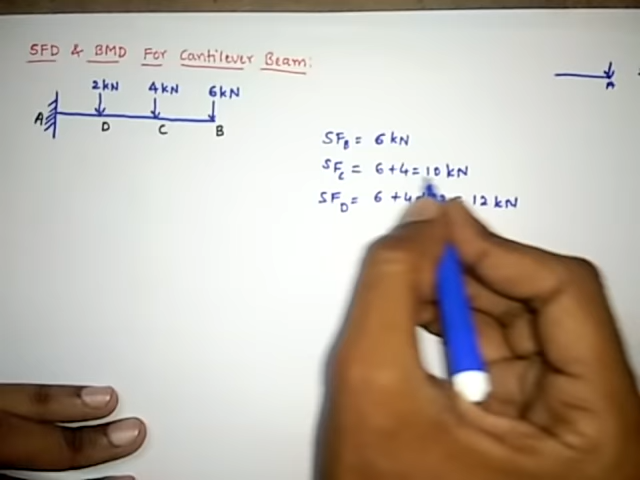 SFD & BMD For Cantilever Beam:
2kN 4kN 6kN
A
D C B
A
SF_B = 6 kN
SF_C = 6+4=10 kN
SF_D = 6 +4 = 12 kN